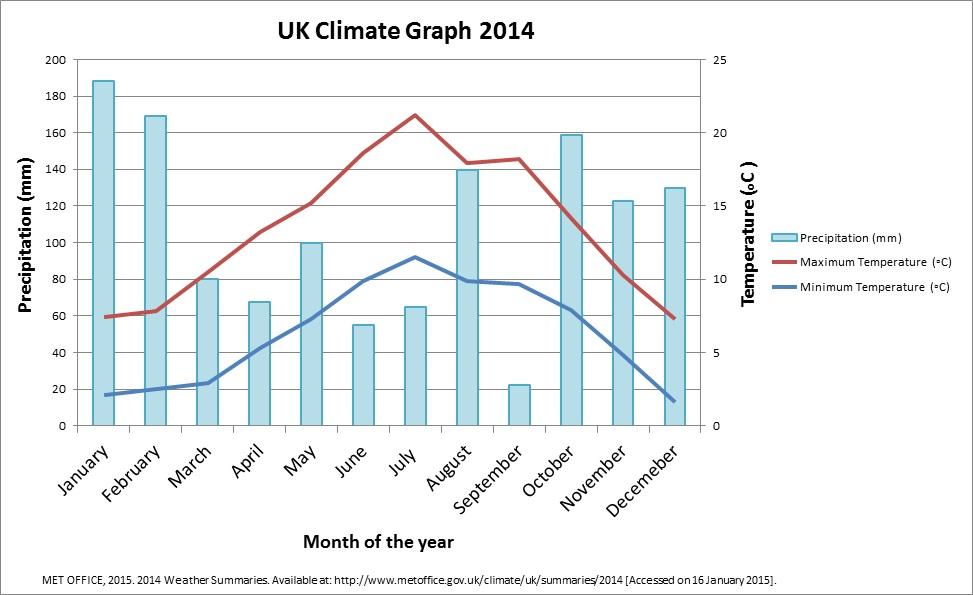 UK Climate Graph 2014
200
180
160
140
120
100
80
60
40
20
0
Precipitation (mm)
25
20
15
10
5
0
Temperature (ₒC )
January
February
March
April
May
June
July
August
September
October
November
Decemeber
Month of the year
Precipitation (mm)
Maximum Temperature (ᵒC)
Minimum Temperature (ᵒC)
MET OFFICE, 2015. 2014 Weather Summaries. Available at: http://www.metoffice.gov.uk/climate/uk/summaries/2014 [Accessed on 16 January 2015].